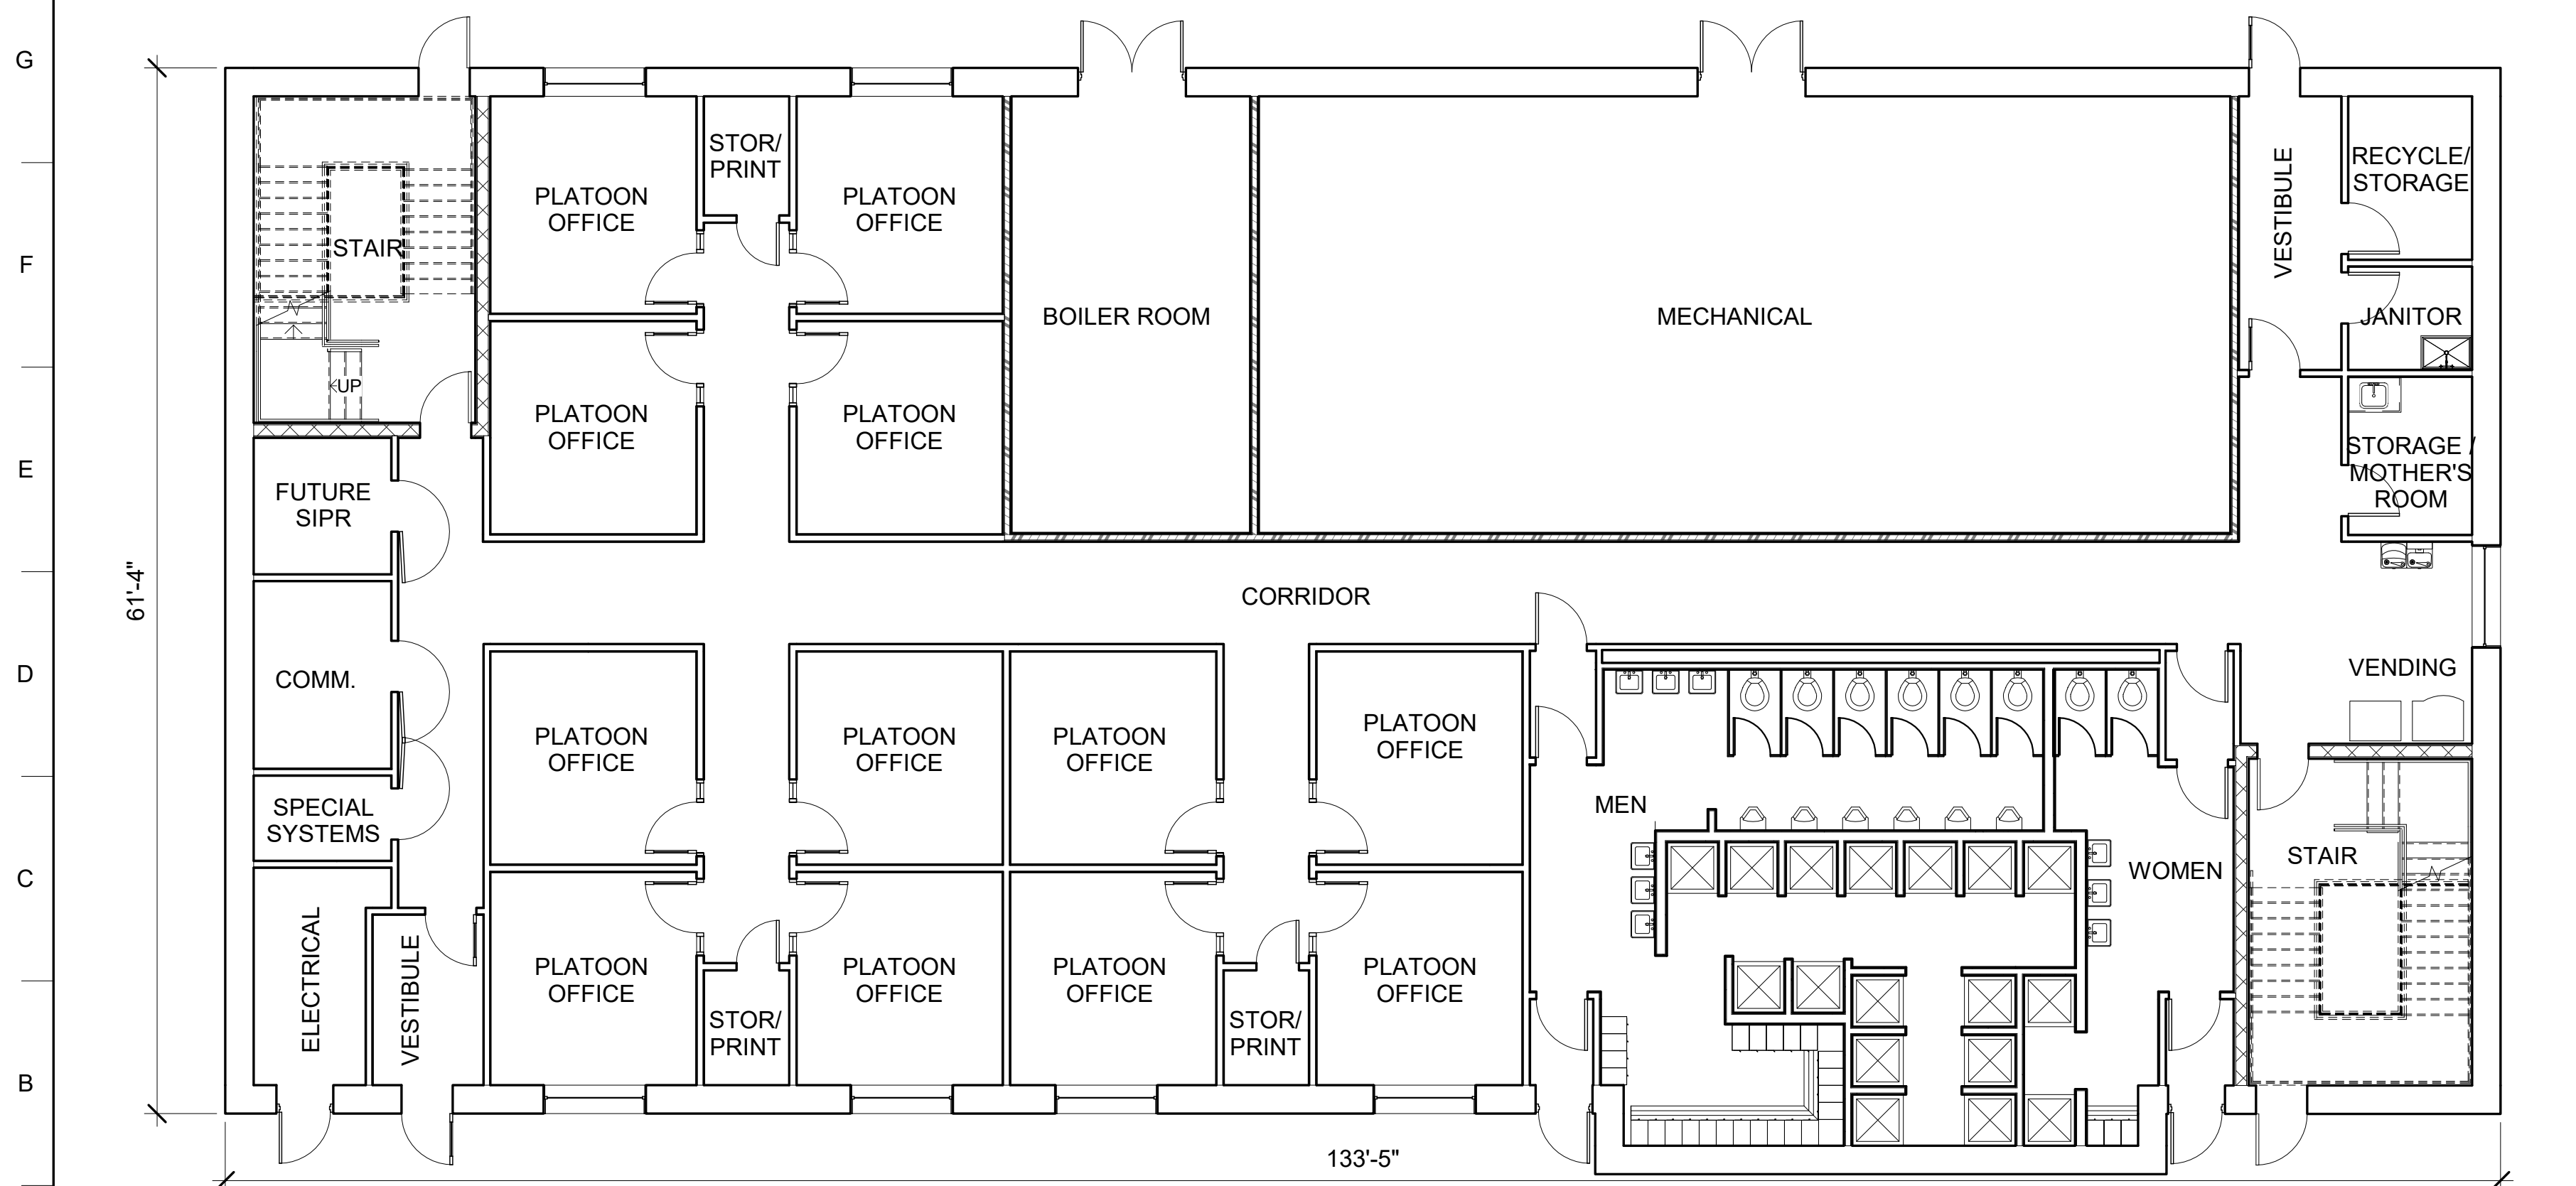 G
F
E
D
C
B
61'-4"
133'-5"
STAIR
UP
PLATOON
OFFICE
STOR/
PRINT
PLATOON
OFFICE
PLATOON
OFFICE
PLATOON
OFFICE
BOILER ROOM
MECHANICAL
VESTIBULE
RECYCLE/
STORAGE
JANITOR
STORAGE /
MOTHER'S
ROOM
FUTURE
SIPR
CORRIDOR
COMM.
VENDING
SPECIAL
SYSTEMS
PLATOON
OFFICE
PLATOON
OFFICE
PLATOON
OFFICE
PLATOON
OFFICE
MEN
WOMEN
STAIR
ELECTRICAL
VESTIBULE
PLATOON
OFFICE
STOR/
PRINT
PLATOON
OFFICE
PLATOON
OFFICE
STOR/
PRINT
PLATOON
OFFICE